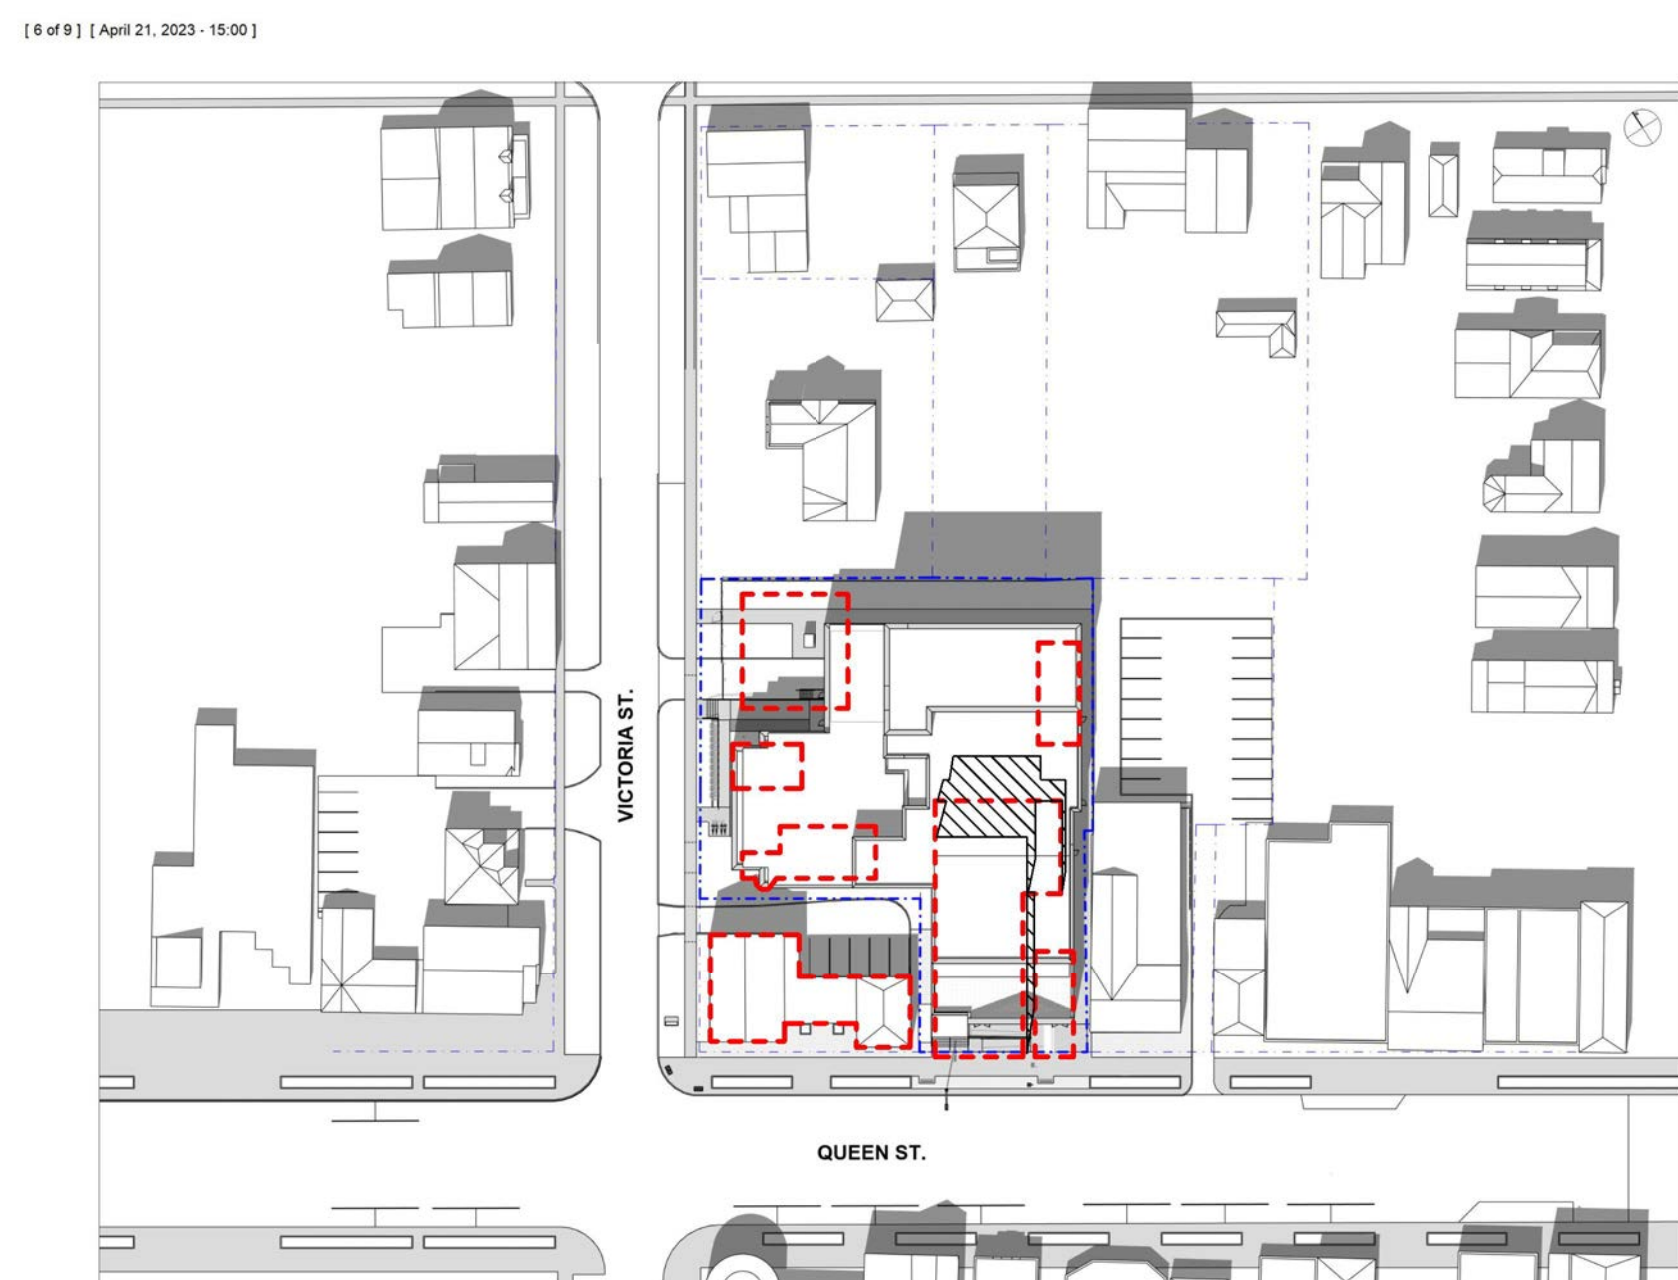 [ 6 of 9 ] [ April 21, 2023 - 15:00 ]
VICTORIA ST.
QUEEN ST.